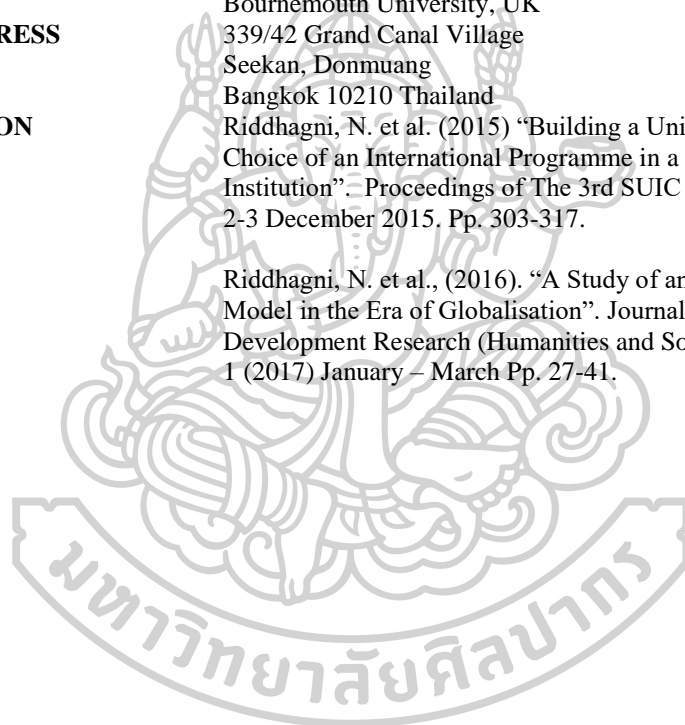 Bournemouth University, UK
RESS 339/42 Grand Canal Village
Seekan, Donmuang
Bangkok 10210 Thailand
ON Riddhagni, N. et al. (2015) “Building a Uni
Choice of an International Programme in a
Institution”. Proceedings of The 3rd SUIC
2-3 December 2015. Pp. 303-317.
Riddhagni, N. et al., (2016). “A Study of an
Model in the Era of Globalisation”. Journal
Development Research (Humanities and So
1 (2017) January – March Pp. 27-41.
มหาวิทยาลัยศิลปากร